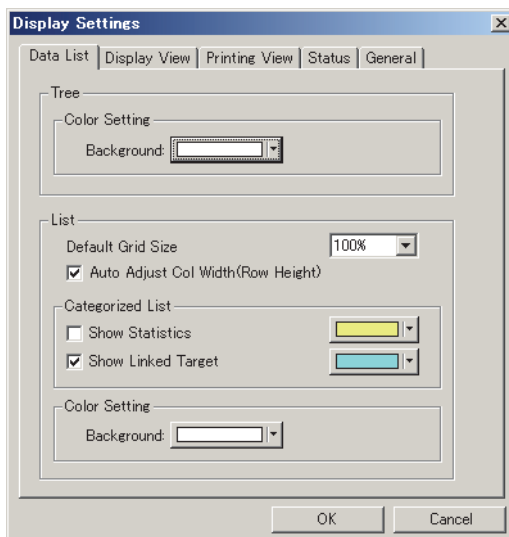 Display Settings
Data List Display View Printing View Status General
Tree
Color Setting
Background:
List
Default Grid Size 100%
Auto Adjust Col Width(Row Height)
Categorized List
Show Statistics
Show Linked Target
Color Setting
Background:
OK Cancel